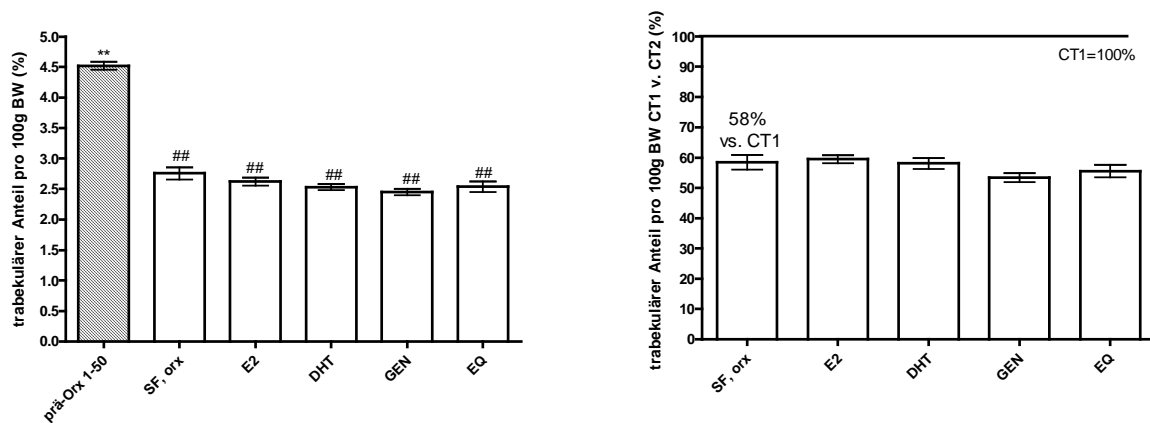 trabekulärer Anteil pro 100g BW (%)
5.0
4.5
4.0
3.5
3.0
2.5
2.0
1.5
1.0
0.5
0.0
**
##
##
##
##
##
prä-Orx 1-50
SF, orx
E2
DHT
GEN
EQ
trabekulärer Anteil pro 100g BW CT1 v. CT2 (%)
100
90
80
70
60
50
40
30
20
10
0
CT1=100%
58%
vs. CT1
SF, orx
E2
DHT
GEN
EQ